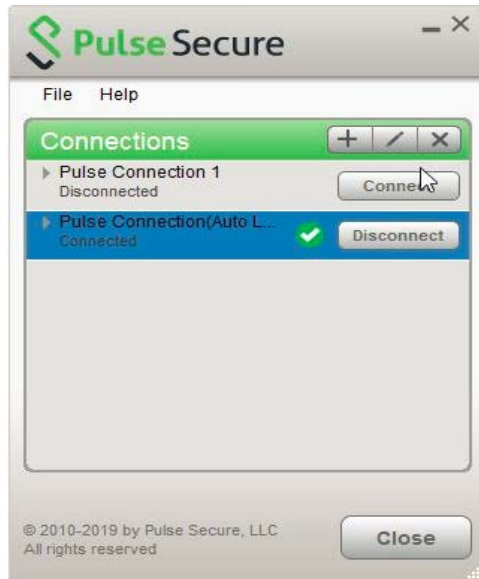 Pulse Secure
File Help
Connections
Pulse Connection 1
Disconnected
Connect
Pulse Connection(Auto L...
Connected
Disconnect
© 2010-2019 by Pulse Secure, LLC
All rights reserved
Close